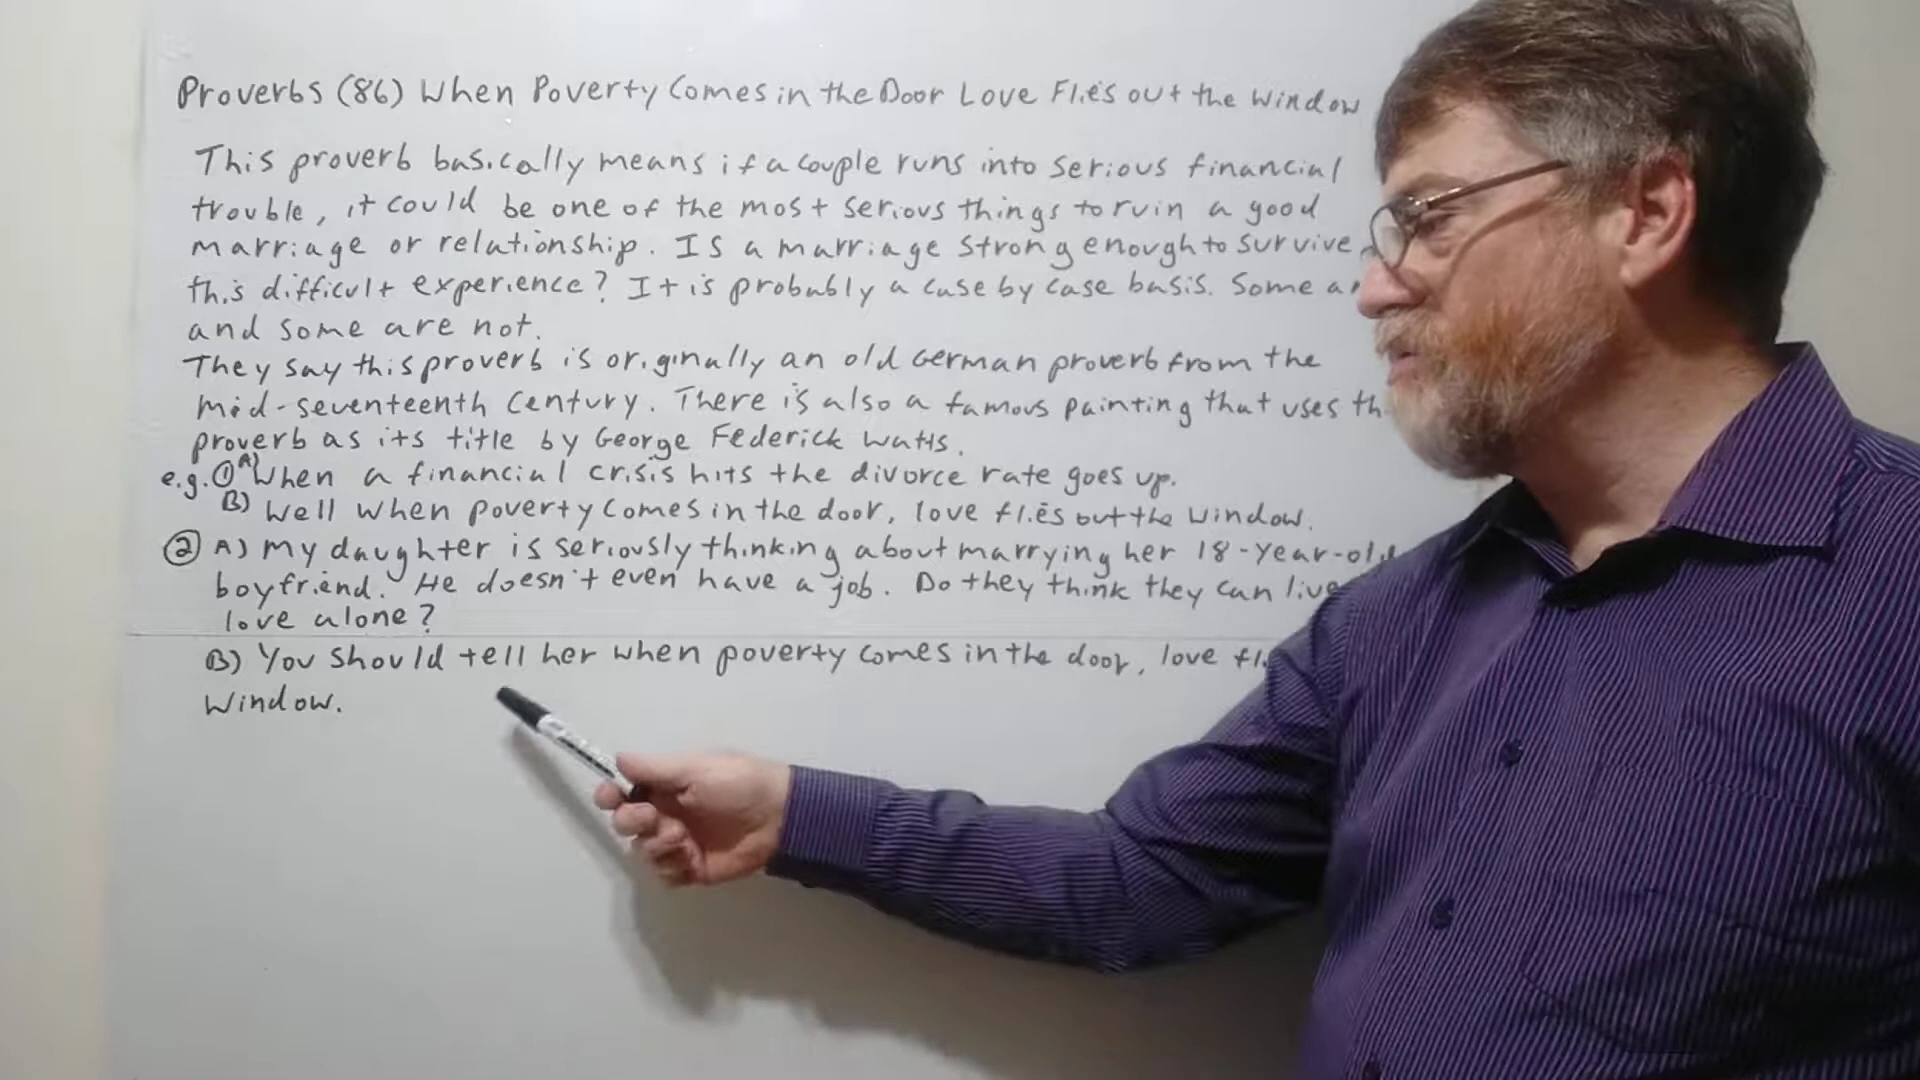 Proverbs (86) When Poverty Comes in the Door Love Flies out the Window
This proverb basically means if a couple runs into serious financial
trouble, it could be one of the most serious things to ruin a good
marriage or relationship. Is a marriage strong enough to survive
this difficult experience? It is probably a case by case basis. Some
and some are not.
They say this proverb is originally an old German proverb from the
mid-seventeenth century. There is also a famous painting that uses
proverb as its title by George Federick Watts.
e.g. ① A) When a financial crisis hits the divorce rate goes up.
B) Well when poverty comes in the door, love flies out the window.
② A) My daughter is seriously thinking about marrying her 18-year-old
boyfriend. He doesn't even have a job. Do they think they can live
love alone?
B) You should tell her when poverty comes in the door, love
window.